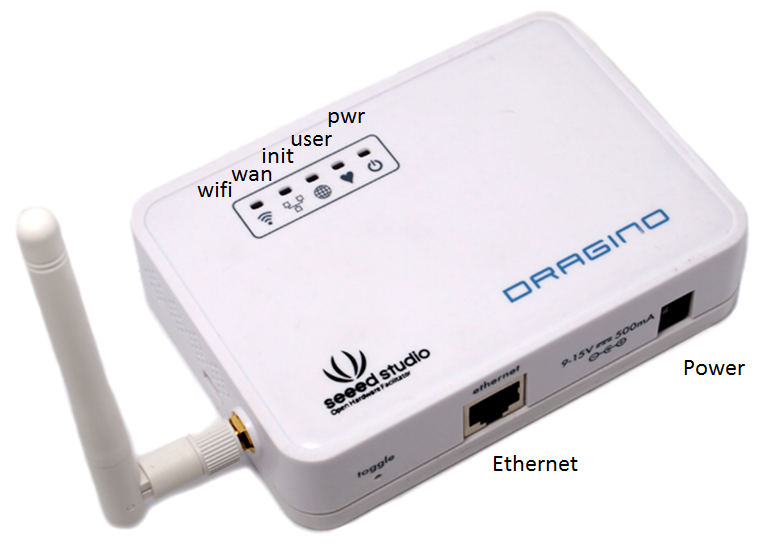 pwr
user
init
wan
wifi
DRAGINO
seeed studio
Open Hardware Facilitator
9-15V 500mA
Power
ethernet
Ethernet
toggle